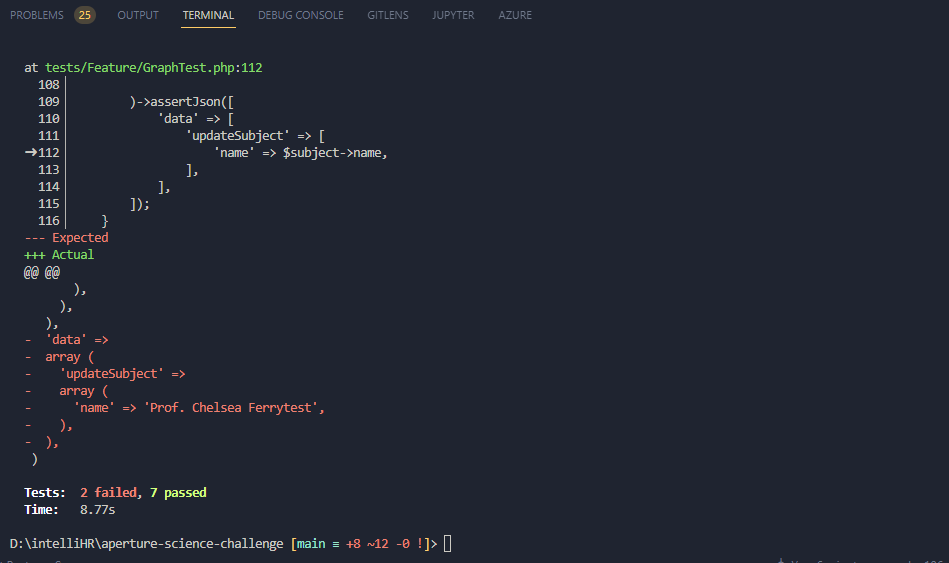 PROBLEMS 25 OUTPUT TERMINAL DEBUG CONSOLE GITLENS JUPYTER AZURE
at tests/Feature/GraphTest.php:112
108
109 )->assertJson([
110 'data' => [
111 'updateSubject' => [
➜112 'name' => $subject->name,
113 ],
114 ],
115 ]);
116 }
--- Expected
+++ Actual
@@ @@
),
),
),
- 'data' =>
- array (
- 'updateSubject' =>
- array (
- 'name' => 'Prof. Chelsea Ferrytest',
- ),
- ),
)
Tests: 2 failed, 7 passed
Time: 8.77s
D:\intelliHR\aperture-science-challenge [main ≡ +8 ~12 -0 !]>